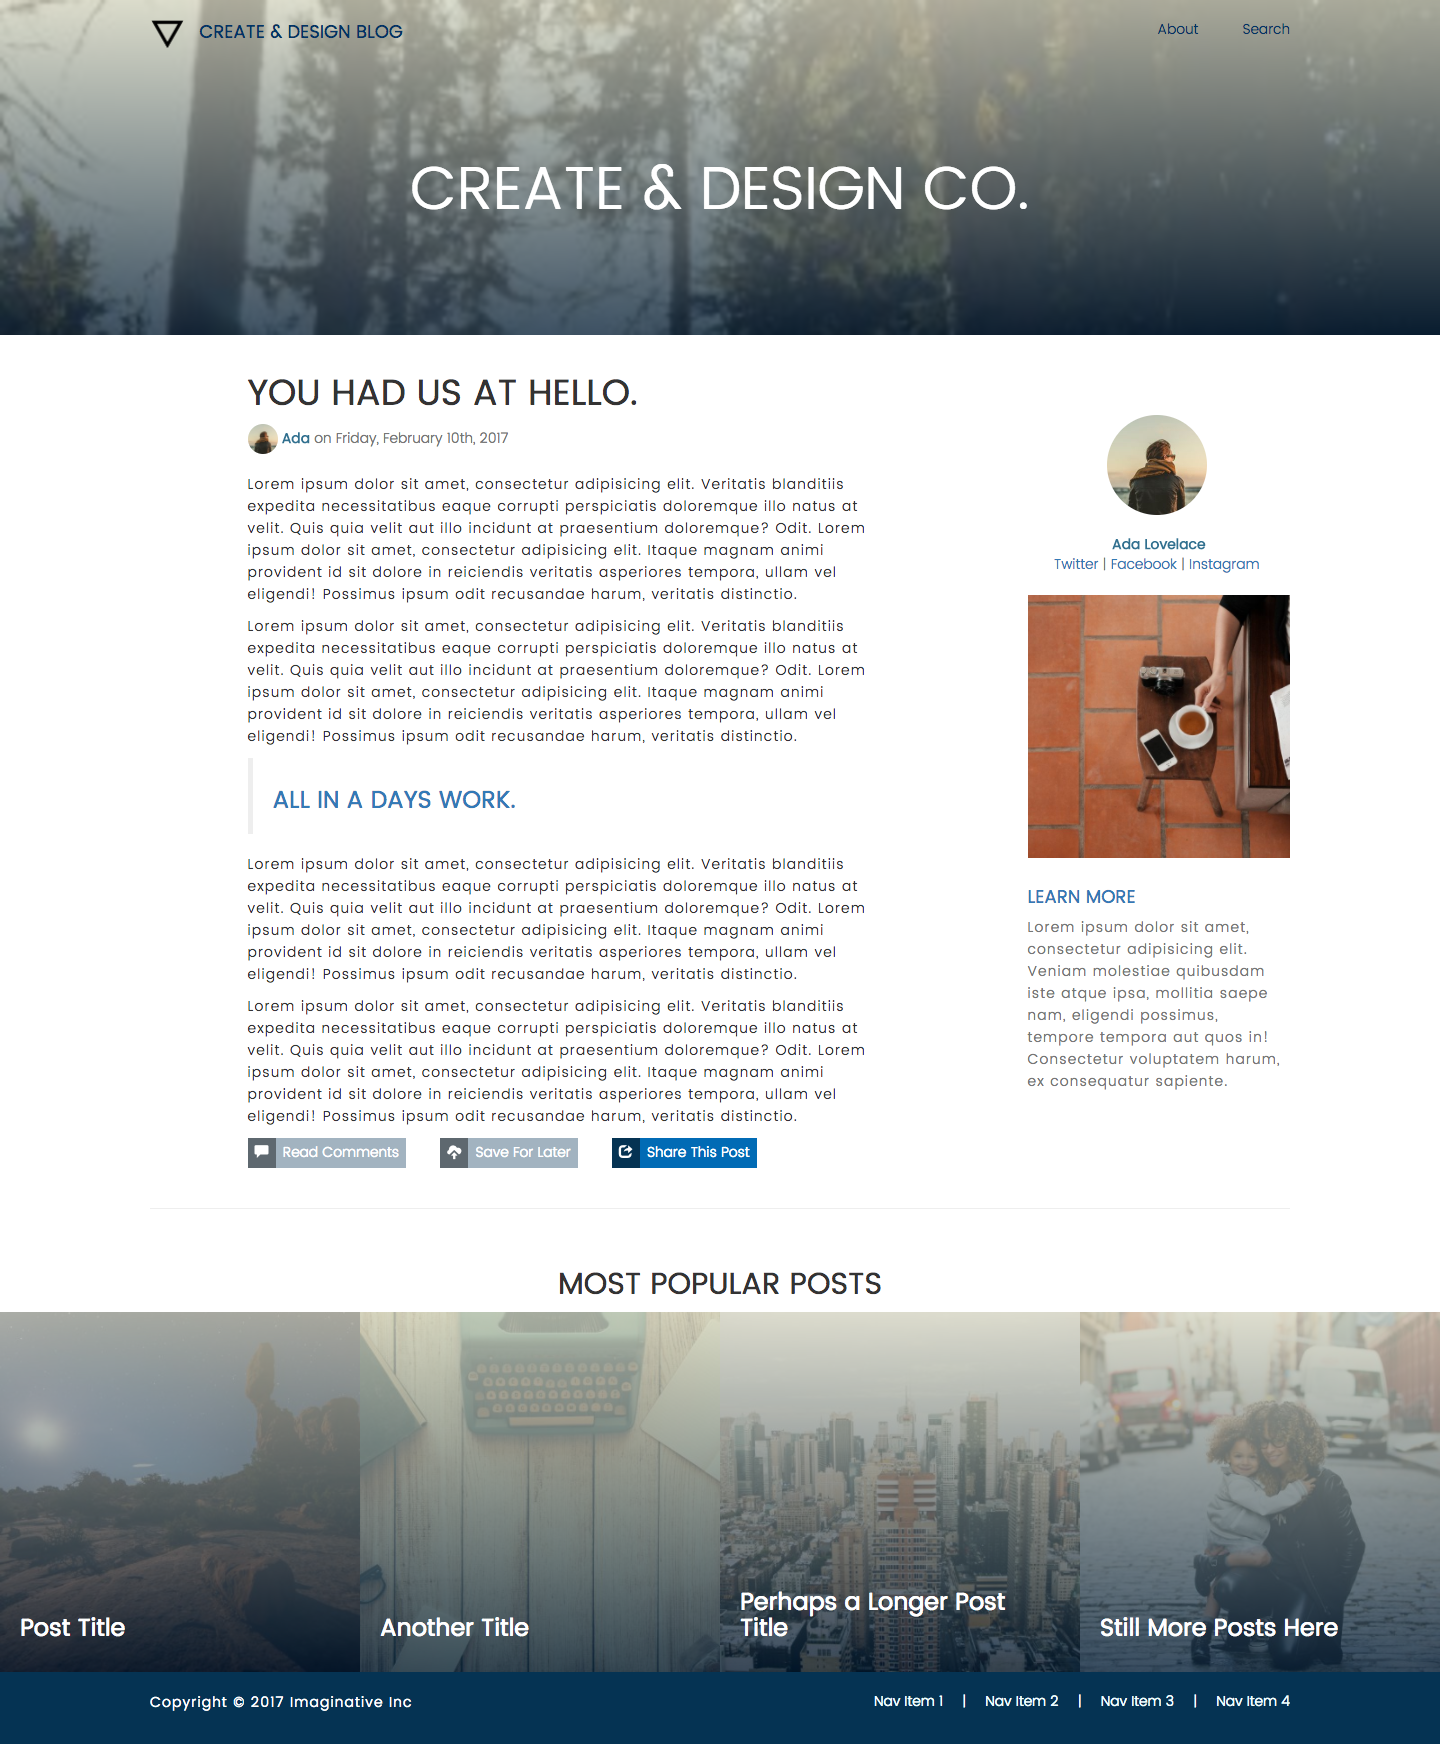 CREATE & DESIGN BLOG
About
Search
CREATE & DESIGN CO.
YOU HAD US AT HELLO.
Ada on Friday, February 10th, 2017
Lorem ipsum dolor sit amet, consectetur adipisicing elit. Veritatis blanditiis
expedita necessitatibus eaque corrupti perspiciatis doloremque illo natus at
velit. Quis quia velit aut illo incidunt at praesentium doloremque? Odit. Lorem
ipsum dolor sit amet, consectetur adipisicing elit. Itaque magnam animi
provident id sit dolore in reiciendis veritatis asperiores tempora, ullam vel
eligendi! Possimus ipsum odit recusandae harum, veritatis distinctio.
Lorem ipsum dolor sit amet, consectetur adipisicing elit. Veritatis blanditiis
expedita necessitatibus eaque corrupti perspiciatis doloremque illo natus at
velit. Quis quia velit aut illo incidunt at praesentium doloremque? Odit. Lorem
ipsum dolor sit amet, consectetur adipisicing elit. Itaque magnam animi
provident id sit dolore in reiciendis veritatis asperiores tempora, ullam vel
eligendi! Possimus ipsum odit recusandae harum, veritatis distinctio.
ALL IN A DAYS WORK.
Lorem ipsum dolor sit amet, consectetur adipisicing elit. Veritatis blanditiis
expedita necessitatibus eaque corrupti perspiciatis doloremque illo natus at
velit. Quis quia velit aut illo incidunt at praesentium doloremque? Odit. Lorem
ipsum dolor sit amet, consectetur adipisicing elit. Itaque magnam animi
provident id sit dolore in reiciendis veritatis asperiores tempora, ullam vel
eligendi! Possimus ipsum odit recusandae harum, veritatis distinctio.
Lorem ipsum dolor sit amet, consectetur adipisicing elit. Veritatis blanditiis
expedita necessitatibus eaque corrupti perspiciatis doloremque illo natus at
velit. Quis quia velit aut illo incidunt at praesentium doloremque? Odit. Lorem
ipsum dolor sit amet, consectetur adipisicing elit. Itaque magnam animi
provident id sit dolore in reiciendis veritatis asperiores tempora, ullam vel
eligendi! Possimus ipsum odit recusandae harum, veritatis distinctio.
Read Comments
Save For Later
Share This Post
Ada Lovelace
Twitter | Facebook | Instagram
LEARN MORE
Lorem ipsum dolor sit amet,
consectetur adipisicing elit.
Veniam molestiae quibusdam
iste atque ipsa, mollitia saepe
nam, eligendi possimus,
tempore tempora aut quos in!
Consectetur voluptatem harum,
ex consequatur sapiente.
MOST POPULAR POSTS
Post Title
Another Title
Perhaps a Longer Post
Title
Still More Posts Here
Copyright © 2017 Imaginative Inc
Nav Item 1 | Nav Item 2 | Nav Item 3 | Nav Item 4